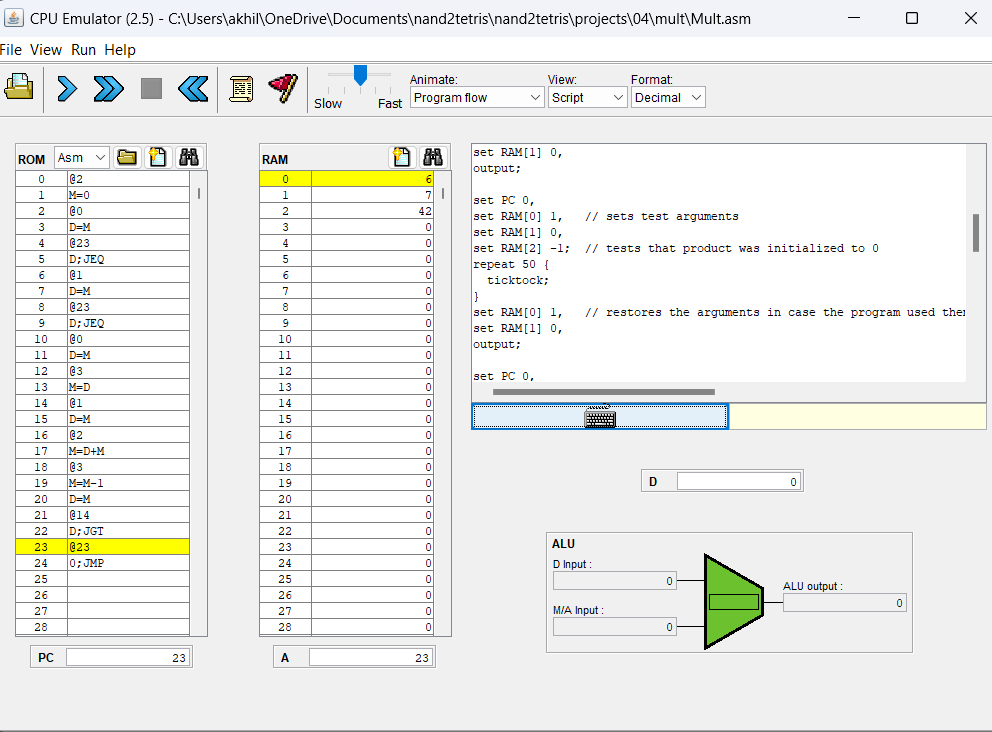 CPU Emulator (2.5) - C:\Users\akhil\OneDrive\Documents\nand2tetris\nand2tetris\projects\04\mult\Mult.asm
File View Run Help
Slow Fast
Animate: View: Format:
Program flow Script Decimal
ROM Asm
0 @2
1 M=0
2 @0
3 D=M
4 @23
5 D;JEQ
6 @1
7 D=M
8 @23
9 D;JEQ
10 @0
11 D=M
12 @3
13 M=D
14 @1
15 D=M
16 @2
17 M=D+M
18 @3
19 M=M-1
20 D=M
21 @14
22 D;JGT
23 @23
24 0;JMP
25
26
27
28
PC 23
RAM
0 6
1 7
2 42
3 0
4 0
5 0
6 0
7 0
8 0
9 0
10 0
11 0
12 0
13 0
14 0
15 0
16 0
17 0
18 0
19 0
20 0
21 0
22 0
23 0
24 0
25 0
26 0
27 0
28 0
A 23
set RAM[1] 0,
output;
set PC 0,
set RAM[0] 1, // sets test arguments
set RAM[1] 0,
set RAM[2] -1; // tests that product was initialized to 0
repeat 50 {
ticktock;
}
set RAM[0] 1, // restores the arguments in case the program used
set RAM[1] 0,
output;
set PC 0,
D 0
ALU
D Input :
0
M/A Input :
0
ALU output :
0